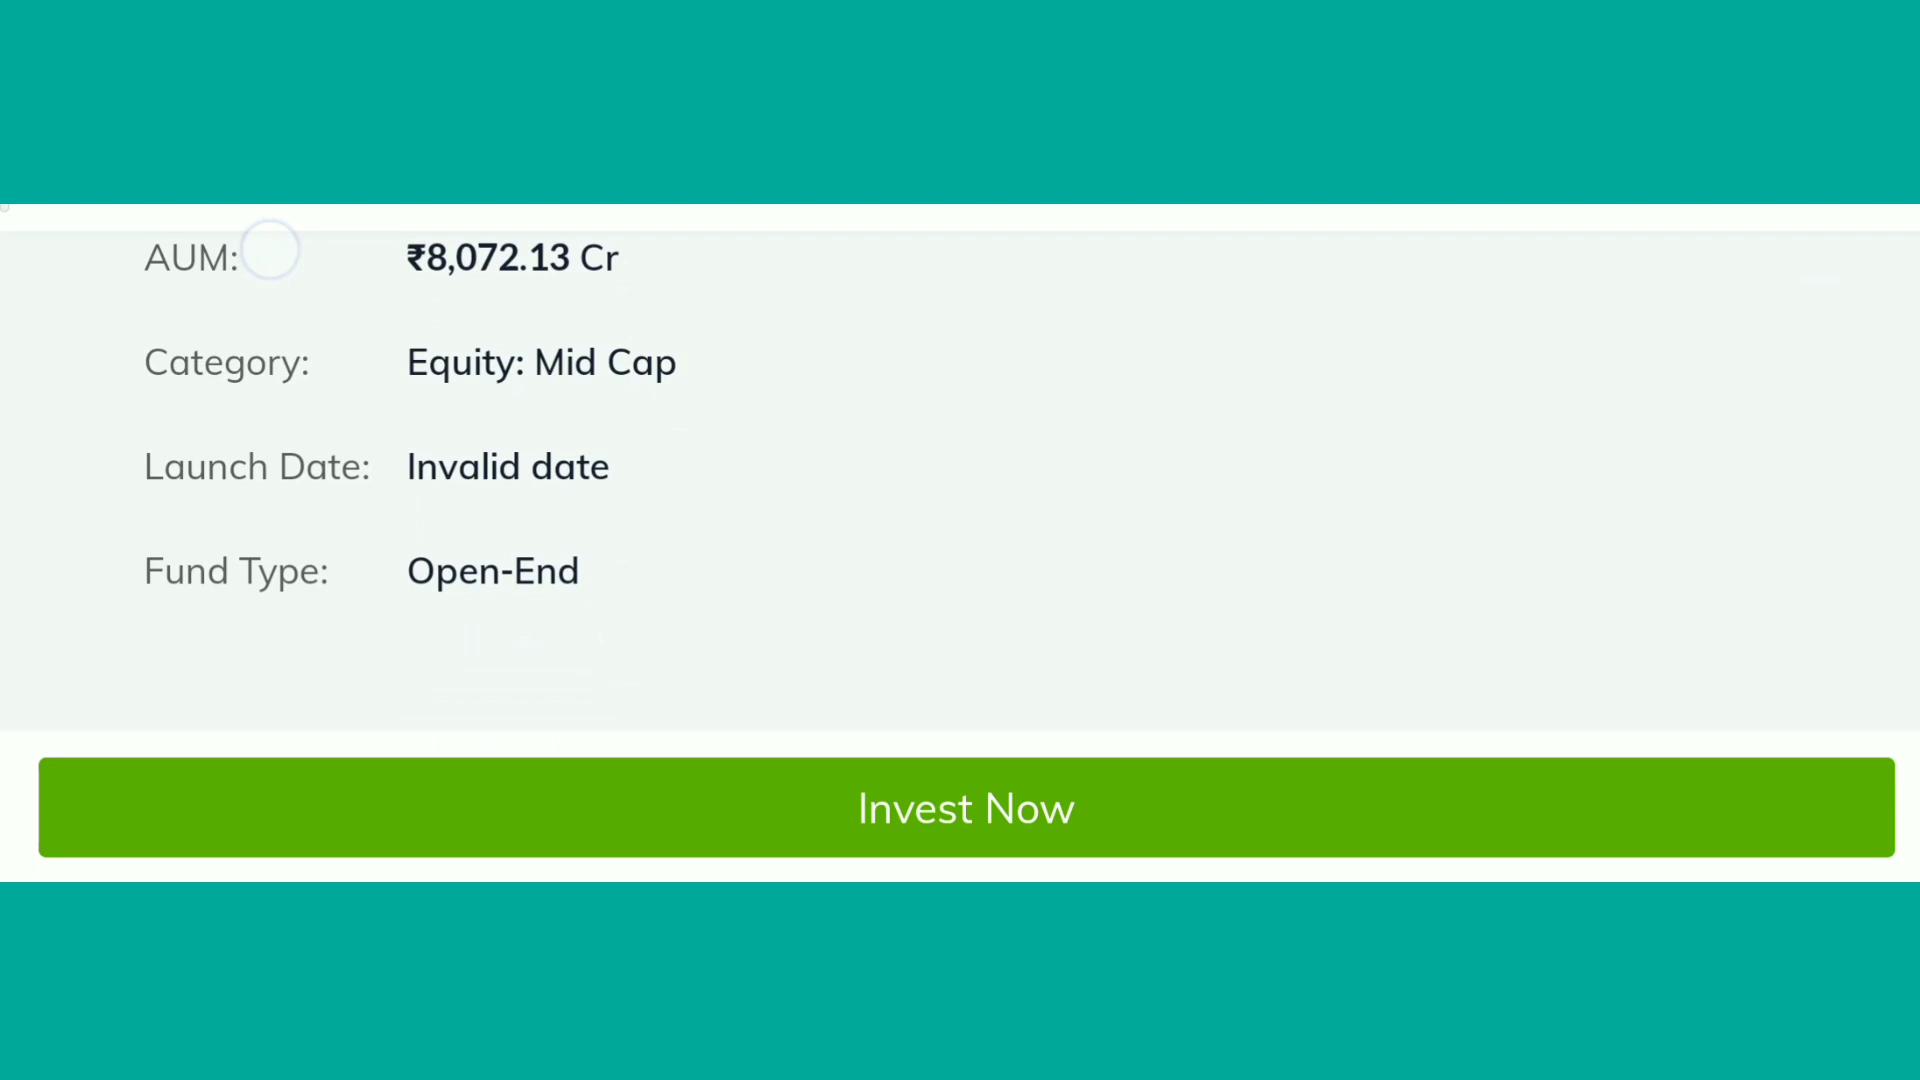 AUM: ₹8,072.13 Cr
Category: Equity: Mid Cap
Launch Date: Invalid date
Fund Type: Open-End
Invest Now